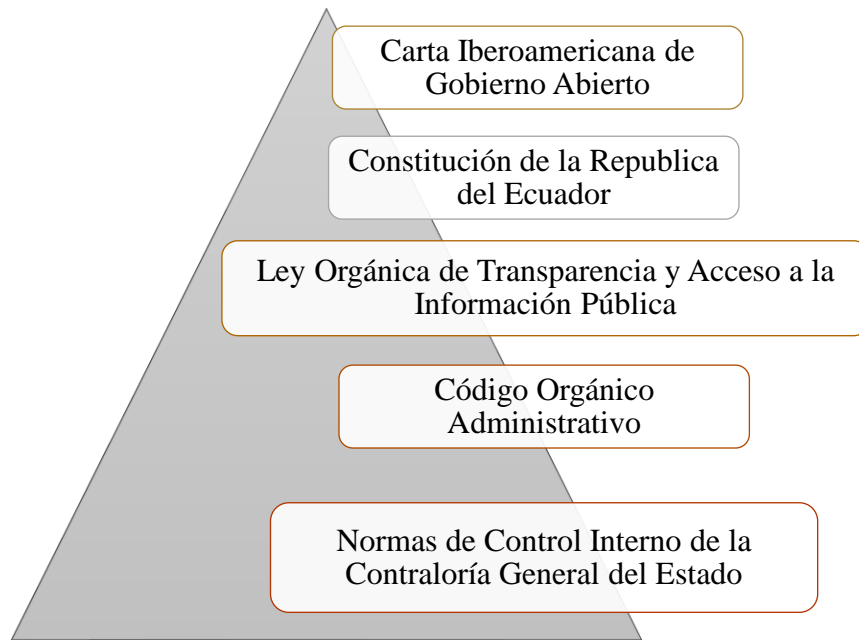 Carta Iberoamericana de
Gobierno Abierto
Constitución de la Republica
del Ecuador
Ley Orgánica de Transparencia y Acceso a la
Información Pública
Código Orgánico
Administrativo
Normas de Control Interno de la
Contraloría General del Estado